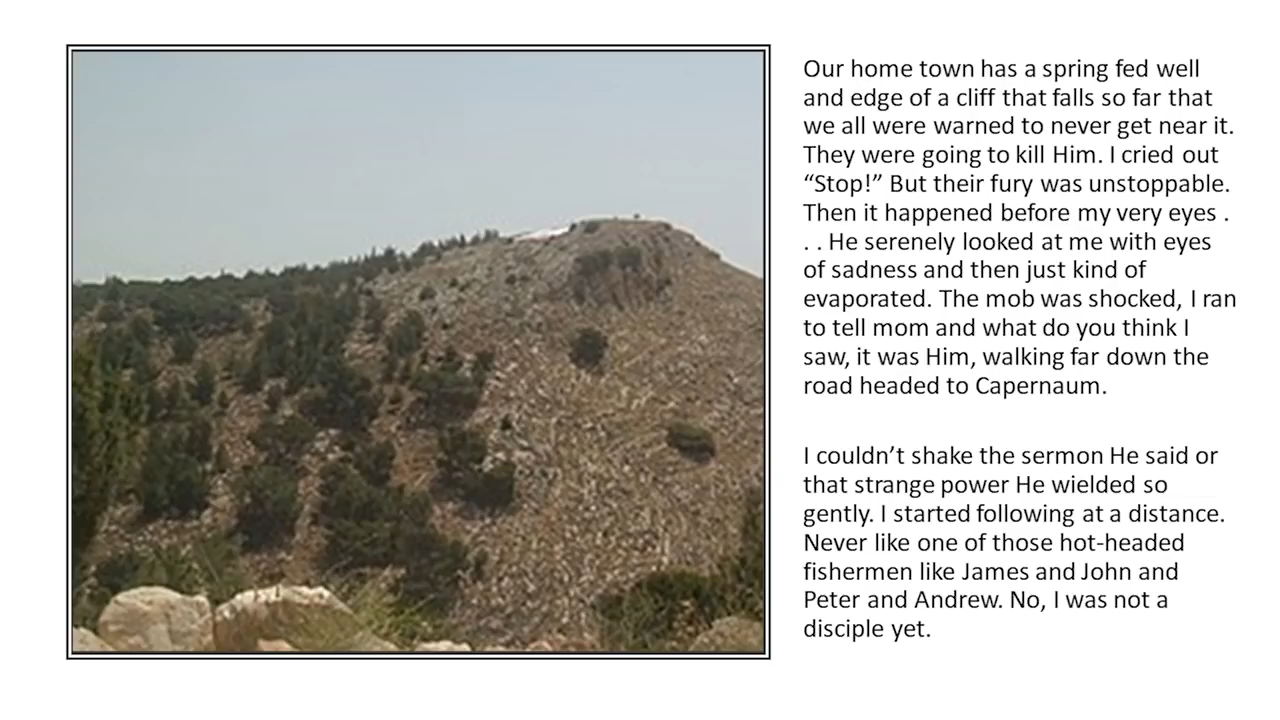 Our home town has a spring fed well
and edge of a cliff that falls so far that
we all were warned to never get near it.
They were going to kill Him. I cried out
“Stop!” But their fury was unstoppable.
Then it happened before my very eyes .
. . He serenely looked at me with eyes
of sadness and then just kind of
evaporated. The mob was shocked, I ran
to tell mom and what do you think I
saw, it was Him, walking far down the
road headed to Capernaum.
I couldn’t shake the sermon He said or
that strange power He wielded so
gently. I started following at a distance.
Never like one of those hot-headed
fishermen like James and John and
Peter and Andrew. No, I was not a
disciple yet.